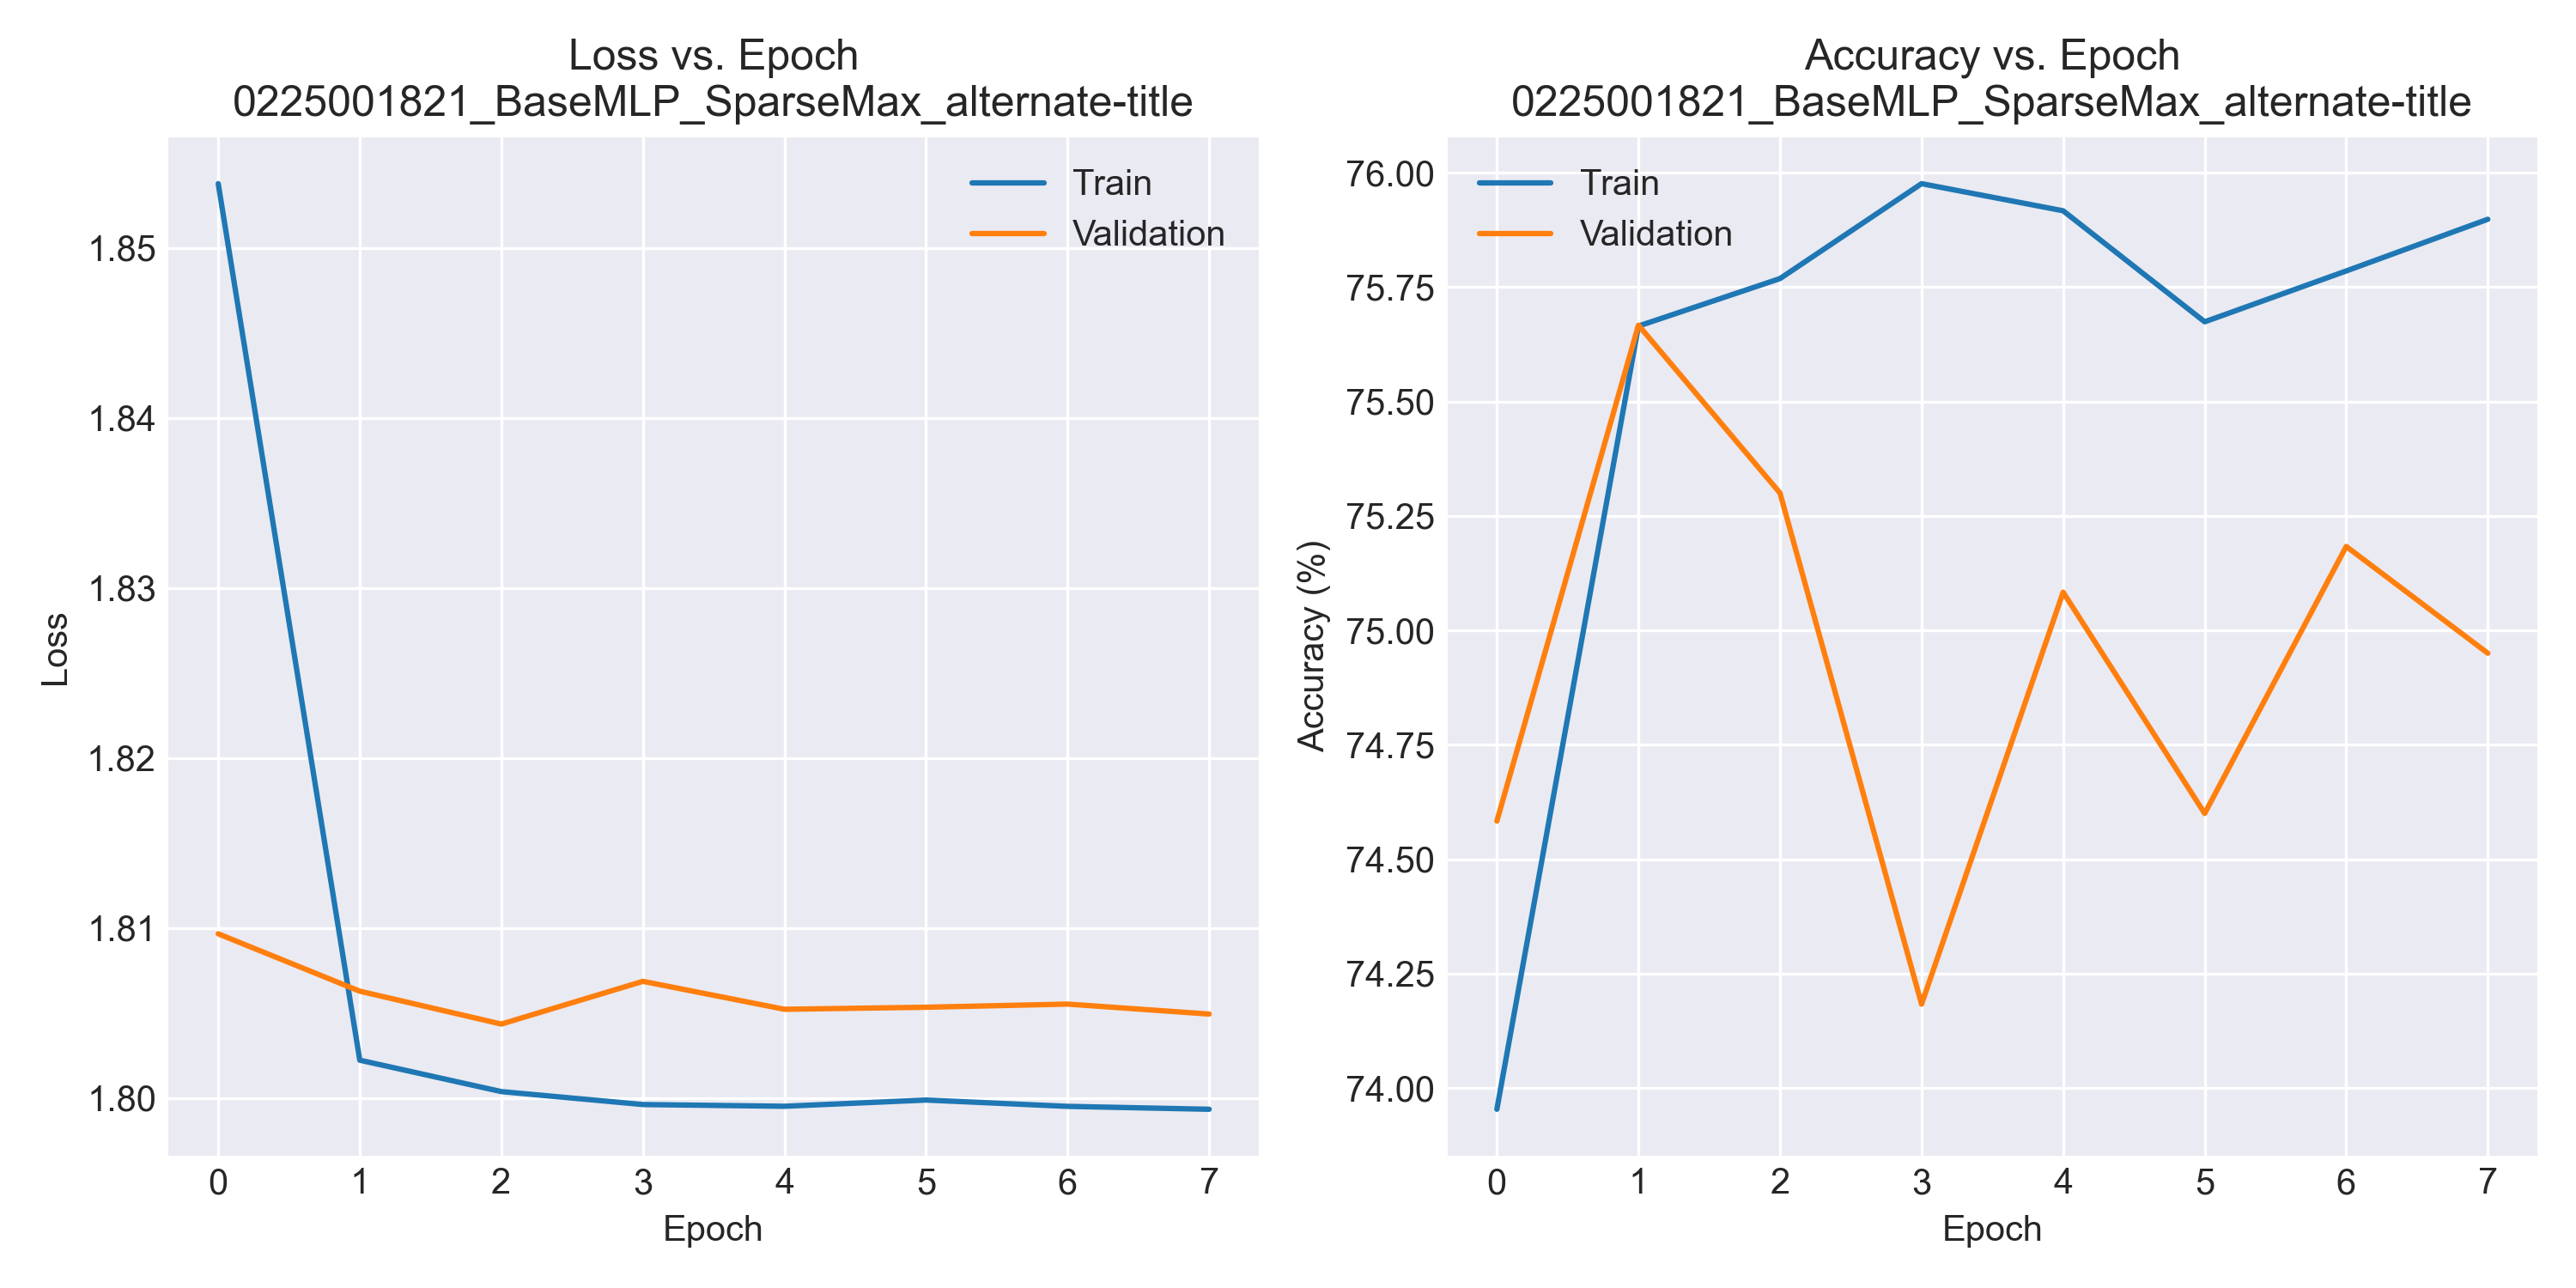 Loss vs. Epoch
0225001821_BaseMLP_SparseMax_alternate-title
Train
Validation
1.85
1.84
1.83
1.82
1.81
1.80
Loss
0 1 2 3 4 5 6 7
Epoch
Accuracy vs. Epoch
0225001821_BaseMLP_SparseMax_alternate-title
Train
Validation
76.00
75.75
75.50
75.25
75.00
74.75
74.50
74.25
74.00
Accuracy (%)
0 1 2 3 4 5 6 7
Epoch